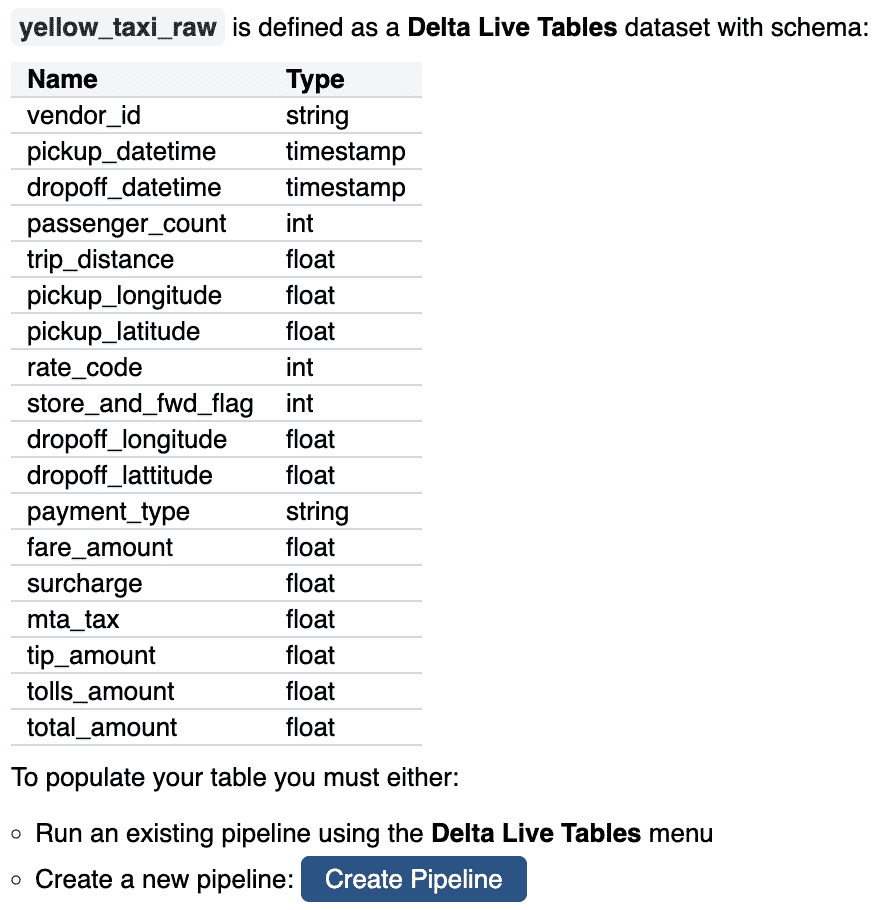 yellow_taxi_raw is defined as a Delta Live Tables dataset with schema:
Name Type
vendor_id string
pickup_datetime timestamp
dropoff_datetime timestamp
passenger_count int
trip_distance float
pickup_longitude float
pickup_latitude float
rate_code int
store_and_fwd_flag int
dropoff_longitude float
dropoff_lattitude float
payment_type string
fare_amount float
surcharge float
mta_tax float
tip_amount float
tolls_amount float
total_amount float
To populate your table you must either:
Run an existing pipeline using the Delta Live Tables menu
Create a new pipeline: Create Pipeline